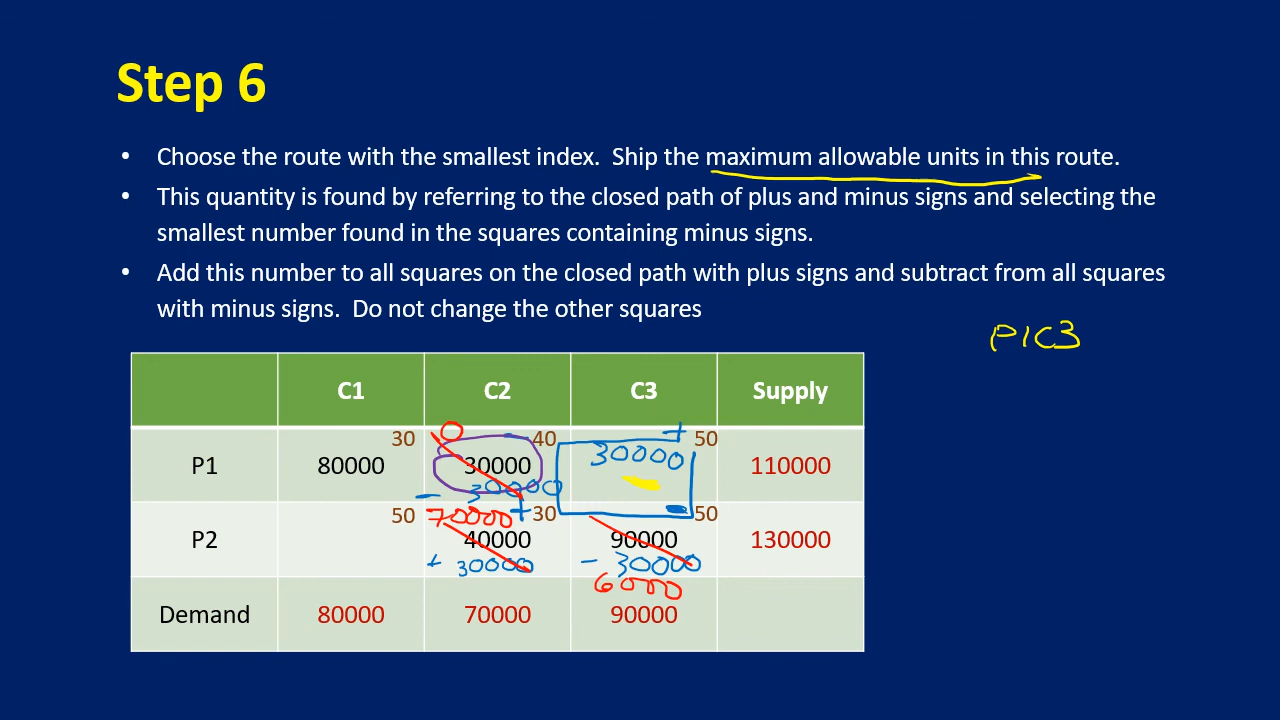 Step 6
• Choose the route with the smallest index. Ship the maximum allowable units in this route.
• This quantity is found by referring to the closed path of plus and minus signs and selecting the
smallest number found in the squares containing minus signs.
• Add this number to all squares on the closed path with plus signs and subtract from all squares
with minus signs. Do not change the other squares
P1C3
C1 C2 C3 Supply
30 0 - 40 + 50
P1 80000 30000 30000 110000
- 30000
50 70000 + 30 - 50
P2 40000 90000 130000
+ 30000 - 30000
60000
Demand 80000 70000 90000